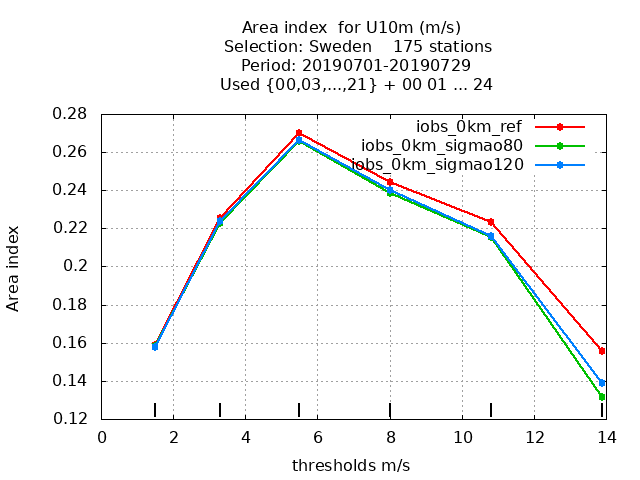 Area index  for U10m (m/s)
Selection: Sweden    175 stations
Period: 20190701-20190729
Used {00,03,...,21} + 00 01 ... 24
iobs_0km_ref
iobs_0km_sigmao80
iobs_0km_sigmao120
Area index
0.28
0.26
0.24
0.22
0.2
0.18
0.16
0.14
0.12
0 2 4 6 8 10 12 14
thresholds m/s